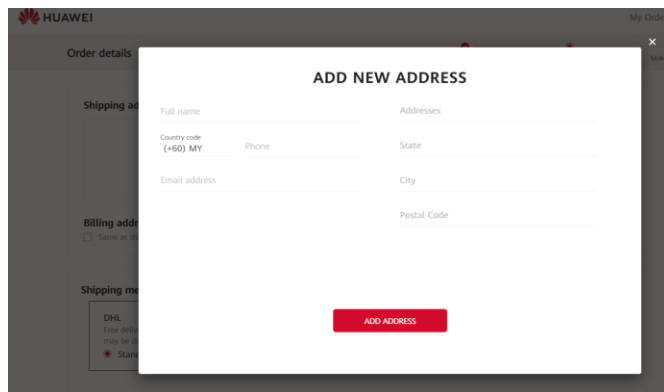 HUAWEI
My Orde
Order details
×
ADD NEW ADDRESS
Shipping ad
Full name
Addresses
Country code
(+60) MY
Phone
State
Email address
City
Postal Code
Billing addr
Same as sh
Shipping me
DHL
Free delive
may be de
Stand
ADD ADDRESS